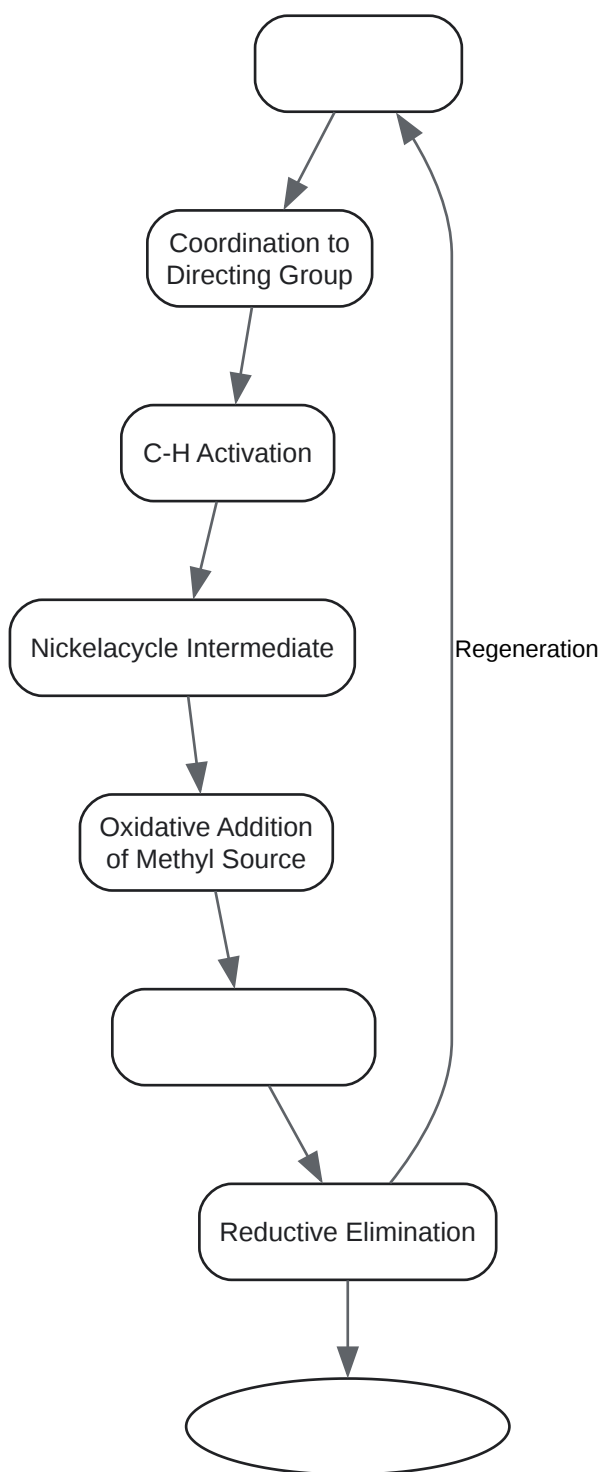 Coordination to
Directing Group
C-H Activation
Nickelacycle Intermediate
Regeneration
Oxidative Addition
of Methyl Source
Reductive Elimination